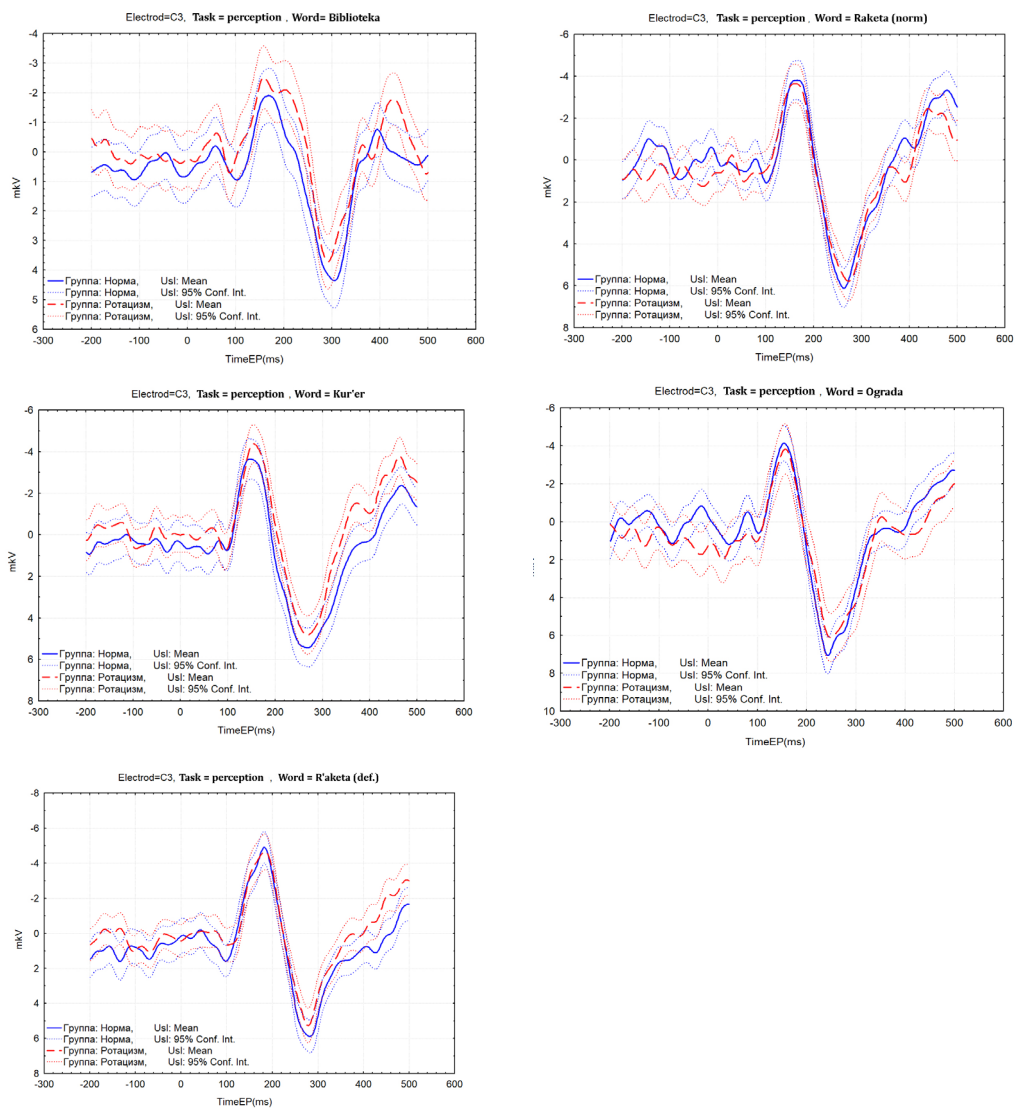 Electrod=C3, Task = perception , Word= Biblioteka
-4
-3
-2
-1
0
1
2
3
4
5
6
mkV
Группа: Норма, Usl: Mean
Группа: Норма, Usl: 95% Conf. Int.
Группа: Ротацизм, Usl: Mean
Группа: Ротацизм, Usl: 95% Conf. Int.
-300 -200 -100 0 100 200 300 400 500 600
TimeEP(ms)
Electrod=C3, Task = perception , Word = Raketa (norm)
-6
-4
-2
0
2
4
6
8
mkV
Группа: Норма, Usl: Mean
Группа: Норма, Usl: 95% Conf. Int.
Группа: Ротацизм, Usl: Mean
Группа: Ротацизм, Usl: 95% Conf. Int.
-300 -200 -100 0 100 200 300 400 500 600
TimeEP(ms)
Electrod=C3, Task = perception , Word = Kur'er
-6
-4
-2
0
2
4
6
8
mkV
Группа: Норма, Usl: Mean
Группа: Норма, Usl: 95% Conf. Int.
Группа: Ротацизм, Usl: Mean
Группа: Ротацизм, Usl: 95% Conf. Int.
-300 -200 -100 0 100 200 300 400 500 600
TimeEP(ms)
Electrod=C3, Task = perception , Word = Ograda
-6
-4
-2
0
2
4
6
8
10
Группа: Норма, Usl: Mean
Группа: Норма, Usl: 95% Conf. Int.
Группа: Ротацизм, Usl: Mean
Группа: Ротацизм, Usl: 95% Conf. Int.
-300 -200 -100 0 100 200 300 400 500 600
TimeEP(ms)
Electrod=C3, Task = perception , Word = R'aketa (def.)
-8
-6
-4
-2
0
2
4
6
8
mkV
Группа: Норма, Usl: Mean
Группа: Норма, Usl: 95% Conf. Int.
Группа: Ротацизм, Usl: Mean
Группа: Ротацизм, Usl: 95% Conf. Int.
-300 -200 -100 0 100 200 300 400 500 600
TimeEP(ms)